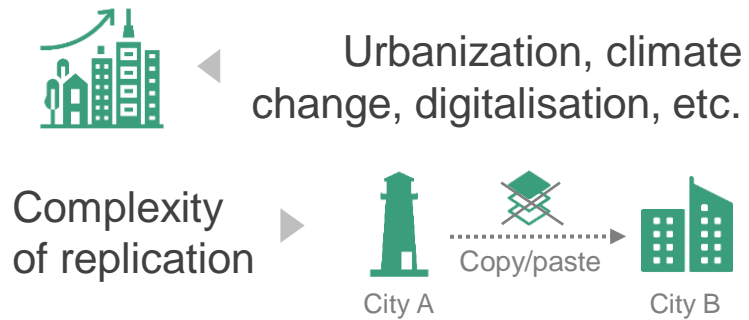 Urbanization, climate
change, digitalisation, etc.
Complexity
of replication
Copy/paste
City A
City B